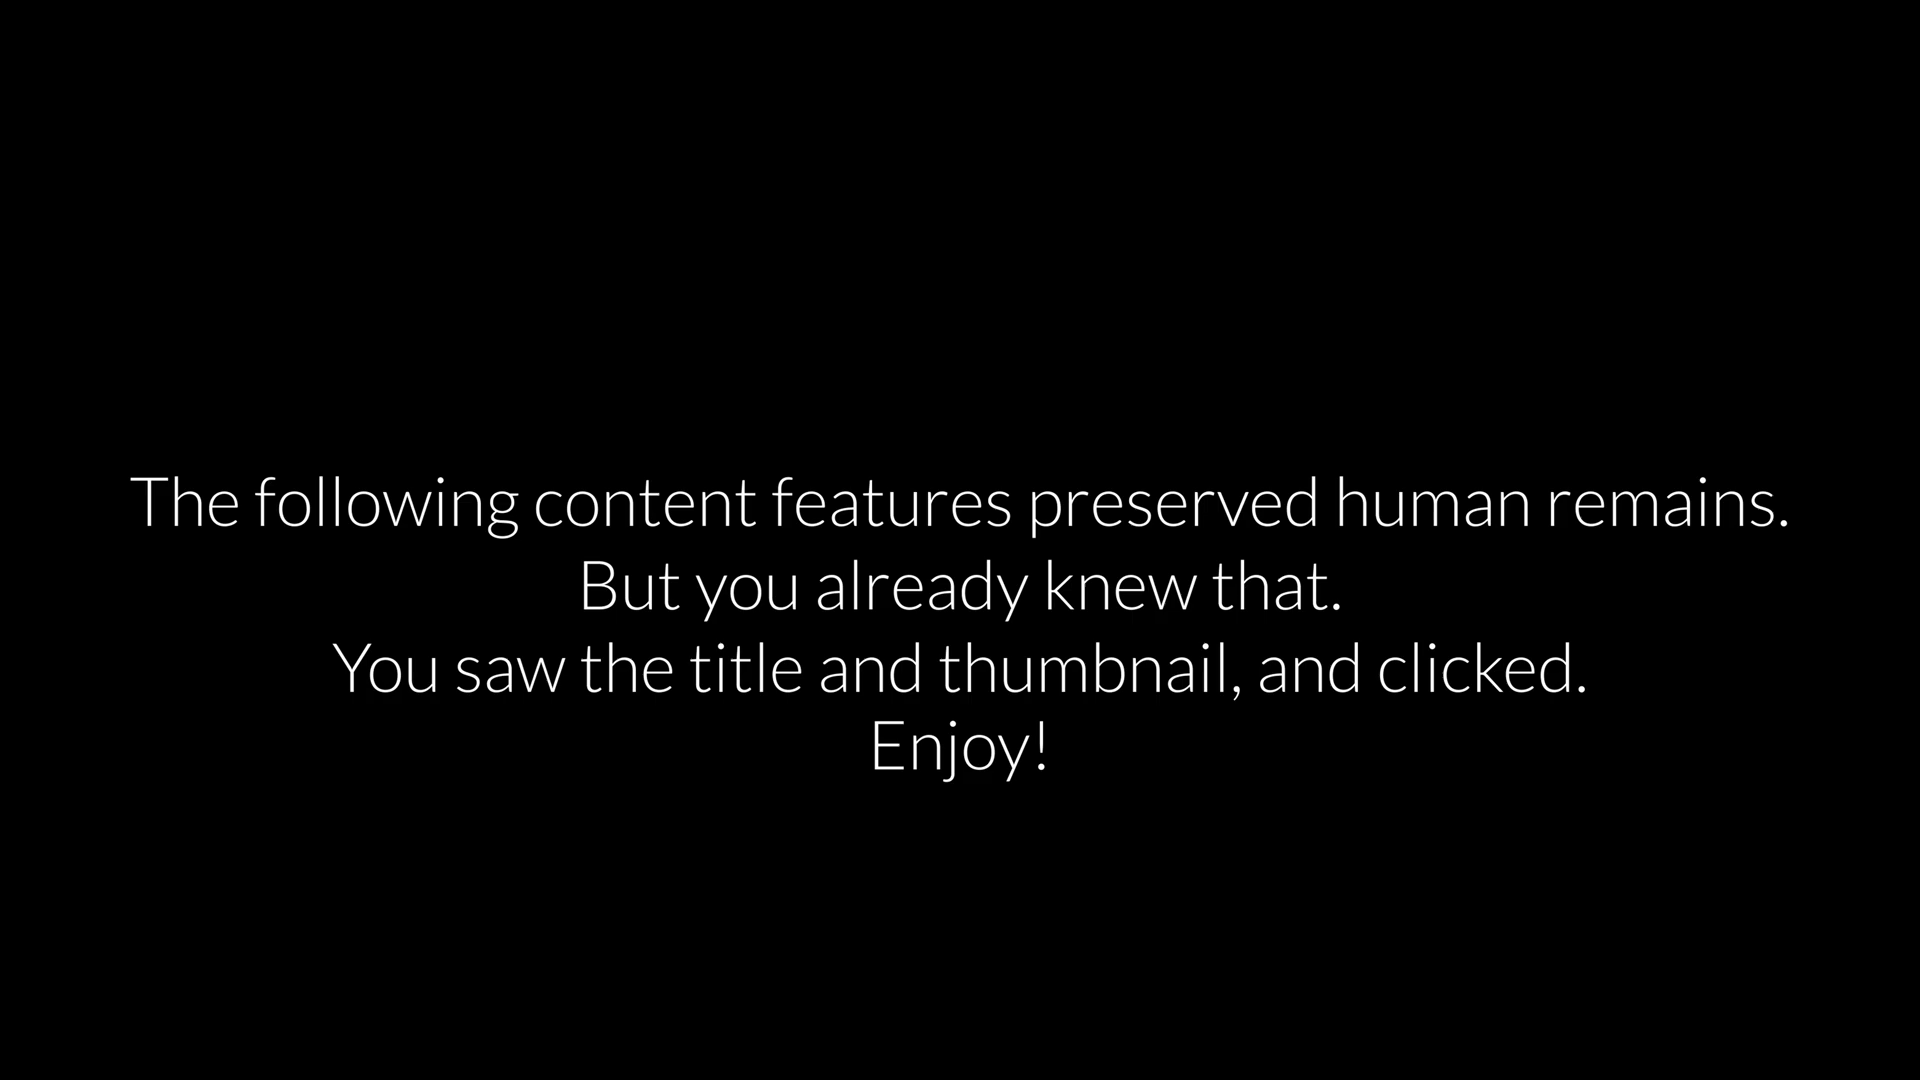 The following content features preserved human remains.
But you already knew that.
You saw the title and thumbnail, and clicked.
Enjoy!